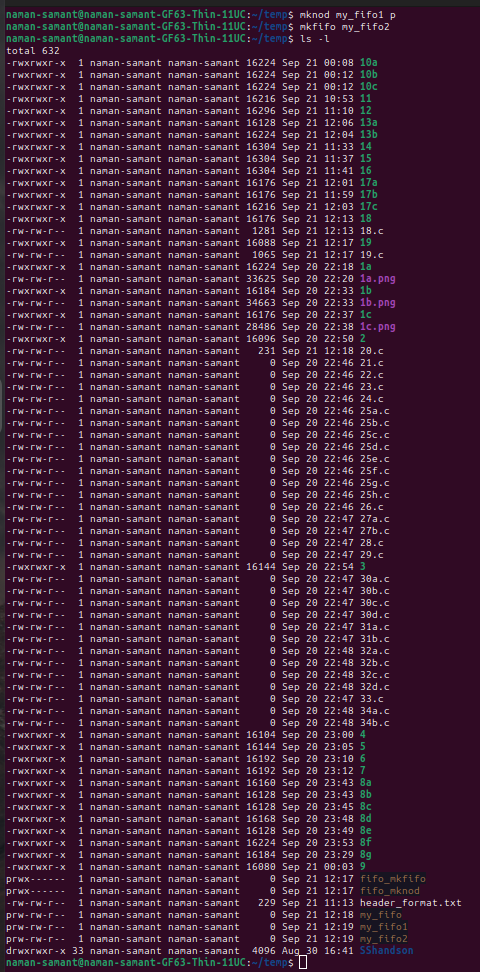 naman-samant@naman-samant-GF63-Thin-11UC:~/temp$ mknod my_fifo1 p
naman-samant@naman-samant-GF63-Thin-11UC:~/temp$ mkfifo my_fifo2
naman-samant@naman-samant-GF63-Thin-11UC:~/temp$ ls -l
total 632
-rwxrwxr-x 1 naman-samant naman-samant 16224 Sep 21 00:08 10a
-rwxrwxr-x 1 naman-samant naman-samant 16224 Sep 21 00:12 10b
-rwxrwxr-x 1 naman-samant naman-samant 16224 Sep 21 00:12 10c
-rwxrwxr-x 1 naman-samant naman-samant 16216 Sep 21 10:53 11
-rwxrwxr-x 1 naman-samant naman-samant 16296 Sep 21 11:10 12
-rwxrwxr-x 1 naman-samant naman-samant 16128 Sep 21 12:06 13a
-rwxrwxr-x 1 naman-samant naman-samant 16224 Sep 21 12:04 13b
-rwxrwxr-x 1 naman-samant naman-samant 16304 Sep 21 11:33 14
-rwxrwxr-x 1 naman-samant naman-samant 16304 Sep 21 11:37 15
-rwxrwxr-x 1 naman-samant naman-samant 16304 Sep 21 11:41 16
-rwxrwxr-x 1 naman-samant naman-samant 16176 Sep 21 12:01 17a
-rwxrwxr-x 1 naman-samant naman-samant 16176 Sep 21 11:59 17b
-rwxrwxr-x 1 naman-samant naman-samant 16216 Sep 21 12:03 17c
-rwxrwxr-x 1 naman-samant naman-samant 16176 Sep 21 12:13 18
-rw-rw-r-- 1 naman-samant naman-samant 1281 Sep 21 12:13 18.c
-rwxrwxr-x 1 naman-samant naman-samant 16088 Sep 21 12:17 19
-rw-rw-r-- 1 naman-samant naman-samant 1065 Sep 21 12:17 19.c
-rwxrwxr-x 1 naman-samant naman-samant 16224 Sep 20 22:18 1a
-rw-rw-r-- 1 naman-samant naman-samant 33625 Sep 20 22:20 1a.png
-rwxrwxr-x 1 naman-samant naman-samant 16184 Sep 20 22:33 1b
-rw-rw-r-- 1 naman-samant naman-samant 34663 Sep 20 22:33 1b.png
-rwxrwxr-x 1 naman-samant naman-samant 16176 Sep 20 22:37 1c
-rw-rw-r-- 1 naman-samant naman-samant 28486 Sep 20 22:38 1c.png
-rwxrwxr-x 1 naman-samant naman-samant 16096 Sep 20 22:50 2
-rw-rw-r-- 1 naman-samant naman-samant 231 Sep 21 12:18 20.c
-rw-rw-r-- 1 naman-samant naman-samant 0 Sep 20 22:46 21.c
-rw-rw-r-- 1 naman-samant naman-samant 0 Sep 20 22:46 22.c
-rw-rw-r-- 1 naman-samant naman-samant 0 Sep 20 22:46 23.c
-rw-rw-r-- 1 naman-samant naman-samant 0 Sep 20 22:46 24.c
-rw-rw-r-- 1 naman-samant naman-samant 0 Sep 20 22:46 25a.c
-rw-rw-r-- 1 naman-samant naman-samant 0 Sep 20 22:46 25b.c
-rw-rw-r-- 1 naman-samant naman-samant 0 Sep 20 22:46 25c.c
-rw-rw-r-- 1 naman-samant naman-samant 0 Sep 20 22:46 25d.c
-rw-rw-r-- 1 naman-samant naman-samant 0 Sep 20 22:46 25e.c
-rw-rw-r-- 1 naman-samant naman-samant 0 Sep 20 22:46 25f.c
-rw-rw-r-- 1 naman-samant naman-samant 0 Sep 20 22:46 25g.c
-rw-rw-r-- 1 naman-samant naman-samant 0 Sep 20 22:46 25h.c
-rw-rw-r-- 1 naman-samant naman-samant 0 Sep 20 22:46 26.c
-rw-rw-r-- 1 naman-samant naman-samant 0 Sep 20 22:47 27a.c
-rw-rw-r-- 1 naman-samant naman-samant 0 Sep 20 22:47 27b.c
-rw-rw-r-- 1 naman-samant naman-samant 0 Sep 20 22:47 28.c
-rw-rw-r-- 1 naman-samant naman-samant 0 Sep 20 22:47 29.c
-rwxrwxr-x 1 naman-samant naman-samant 16144 Sep 20 22:54 3
-rw-rw-r-- 1 naman-samant naman-samant 0 Sep 20 22:47 30a.c
-rw-rw-r-- 1 naman-samant naman-samant 0 Sep 20 22:47 30b.c
-rw-rw-r-- 1 naman-samant naman-samant 0 Sep 20 22:47 30c.c
-rw-rw-r-- 1 naman-samant naman-samant 0 Sep 20 22:47 30d.c
-rw-rw-r-- 1 naman-samant naman-samant 0 Sep 20 22:47 31a.c
-rw-rw-r-- 1 naman-samant naman-samant 0 Sep 20 22:47 31b.c
-rw-rw-r-- 1 naman-samant naman-samant 0 Sep 20 22:48 32a.c
-rw-rw-r-- 1 naman-samant naman-samant 0 Sep 20 22:48 32b.c
-rw-rw-r-- 1 naman-samant naman-samant 0 Sep 20 22:48 32c.c
-rw-rw-r-- 1 naman-samant naman-samant 0 Sep 20 22:48 32d.c
-rw-rw-r-- 1 naman-samant naman-samant 0 Sep 20 22:47 33.c
-rw-rw-r-- 1 naman-samant naman-samant 0 Sep 20 22:48 34a.c
-rw-rw-r-- 1 naman-samant naman-samant 0 Sep 20 22:48 34b.c
-rwxrwxr-x 1 naman-samant naman-samant 16104 Sep 20 23:00 4
-rwxrwxr-x 1 naman-samant naman-samant 16144 Sep 20 23:05 5
-rwxrwxr-x 1 naman-samant naman-samant 16192 Sep 20 23:10 6
-rwxrwxr-x 1 naman-samant naman-samant 16192 Sep 20 23:12 7
-rwxrwxr-x 1 naman-samant naman-samant 16160 Sep 20 23:43 8a
-rwxrwxr-x 1 naman-samant naman-samant 16128 Sep 20 23:43 8b
-rwxrwxr-x 1 naman-samant naman-samant 16128 Sep 20 23:45 8c
-rwxrwxr-x 1 naman-samant naman-samant 16168 Sep 20 23:48 8d
-rwxrwxr-x 1 naman-samant naman-samant 16128 Sep 20 23:49 8e
-rwxrwxr-x 1 naman-samant naman-samant 16224 Sep 20 23:53 8f
-rwxrwxr-x 1 naman-samant naman-samant 16184 Sep 20 23:29 8g
-rwxrwxr-x 1 naman-samant naman-samant 16080 Sep 21 00:03 9
prwx------ 1 naman-samant naman-samant 0 Sep 21 12:17 fifo_mkfifo
prwx------ 1 naman-samant naman-samant 0 Sep 21 12:17 fifo_mknod
-rw-rw-r-- 1 naman-samant naman-samant 229 Sep 21 11:13 header_format.txt
prw-rw-r-- 1 naman-samant naman-samant 0 Sep 21 12:18 my_fifo
prw-rw-r-- 1 naman-samant naman-samant 0 Sep 21 12:19 my_fifo1
prw-rw-r-- 1 naman-samant naman-samant 0 Sep 21 12:19 my_fifo2
drwxrwxr-x 33 naman-samant naman-samant 4096 Aug 30 16:41 SShandson
naman-samant@naman-samant-GF63-Thin-11UC:~/temp$